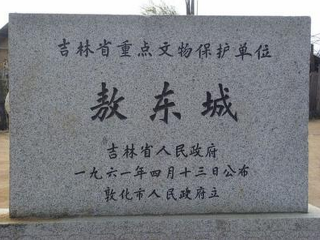 吉林省重点文物保护单位
敖东城
吉林省人民政府
一九六一年四月十三日公布
敦化市人民政府立